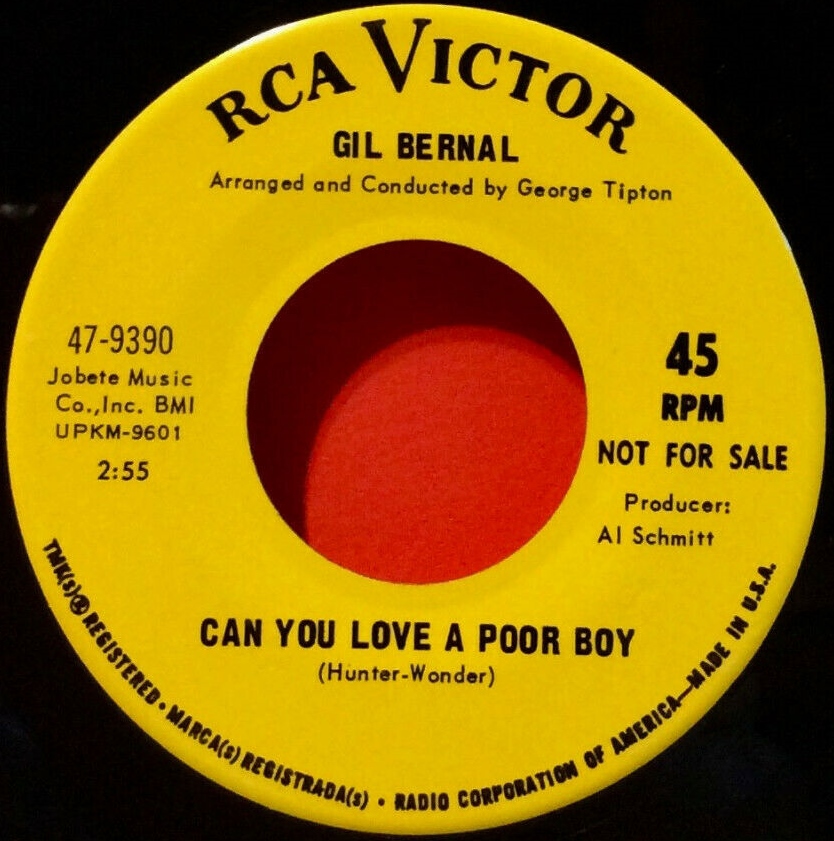 RCA VICTOR
GIL BERNAL
Arranged and Conducted by George Tipton
47-9390
Jobete Music
Co.,Inc. BMI
UPKM-9601
2:55
45
RPM
NOT FOR SALE
Producer:
Al Schmitt
CAN YOU LOVE A POOR BOY
(Hunter-Wonder)
TMK(s)®REGISTERED • MARCA(s) REGISTRADA(s) • RADIO CORPORATION OF AMERICA—MADE IN U.S.A.